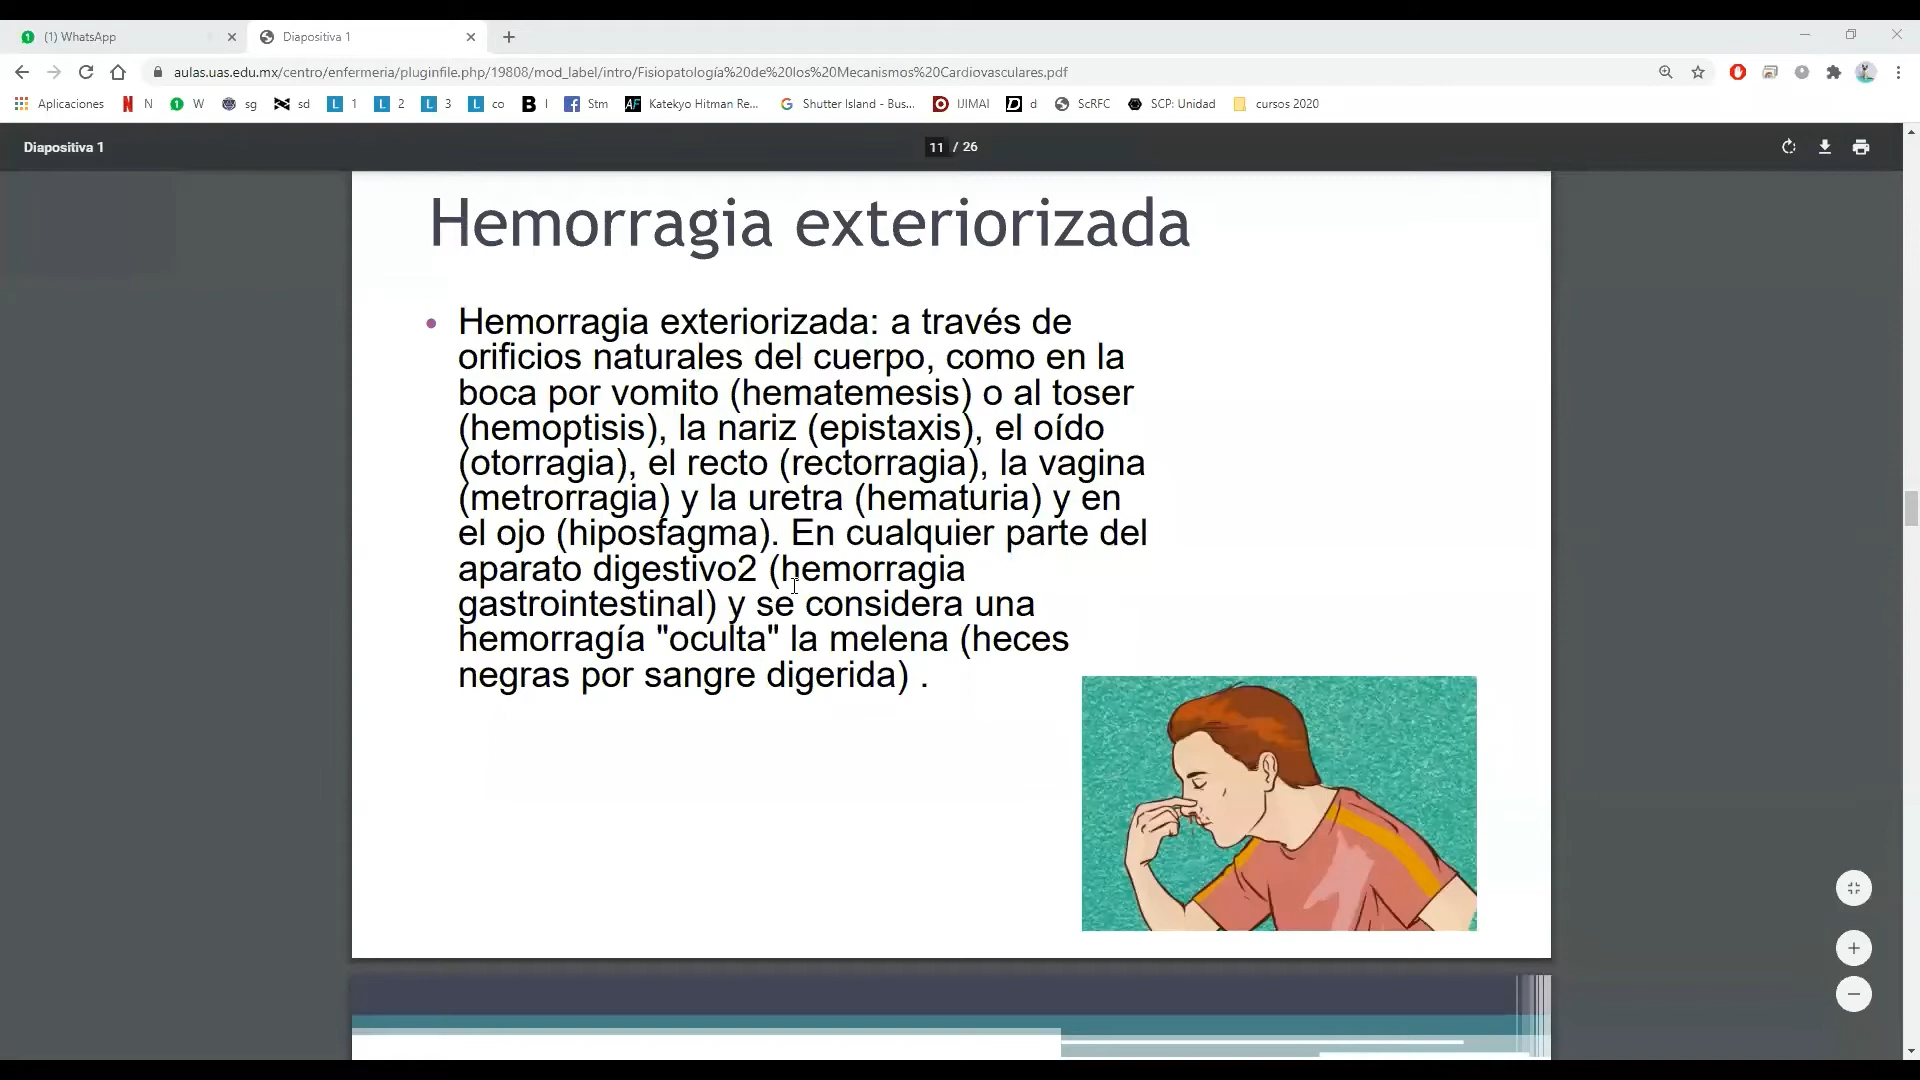 (1) WhatsApp
Diapositiva 1
aulas.uas.edu.mx/centro/enfermeria/pluginfile.php/19808/mod_label/intro/Fisiopatología%20de%20los%20Mecanismos%20Cardiovasculares.pdf
Aplicaciones N N W sg sd L 1 L 2 L 3 L co B I Stm AF Katekyo Hitman Re... Shutter Island - Bus... IJIMAI D d ScRFC SCP: Unidad cursos 2020
Diapositiva 1
11 / 26
Hemorragia exteriorizada
• Hemorragia exteriorizada: a través de
orificios naturales del cuerpo, como en la
boca por vomito (hematemesis) o al toser
(hemoptisis), la nariz (epistaxis), el oído
(otorragia), el recto (rectorragia), la vagina
(metrorragia) y la uretra (hematuria) y en
el ojo (hiposfagma). En cualquier parte del
aparato digestivo2 (hemorragia
gastrointestinal) y se considera una
hemorragía "oculta" la melena (heces
negras por sangre digerida) .